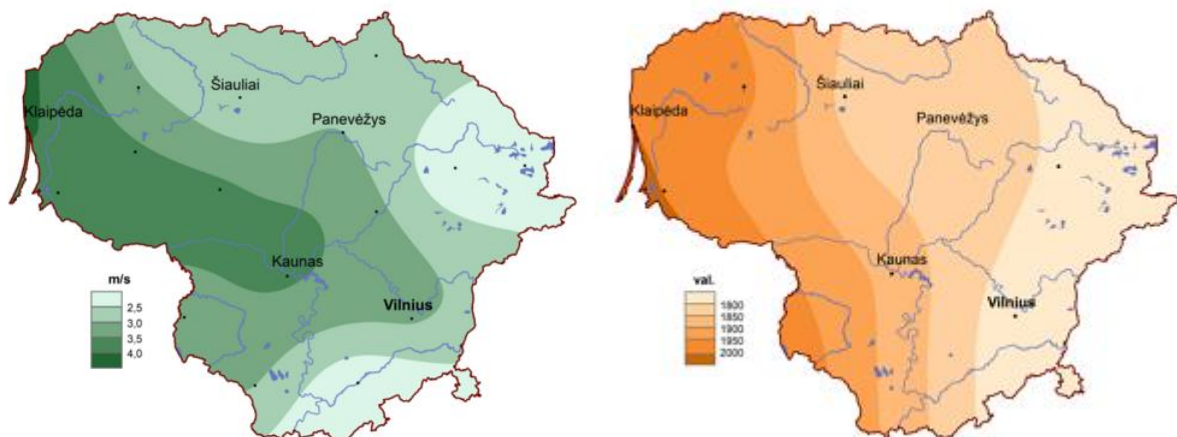 Šiauliai
Klaipėda
Panevėžys
Kaunas
Vilnius
m/s
2,5
3,0
3,5
4,0
Šiauliai
Klaipėda
Panevėžys
Kaunas
Vilnius
val.
1800
1850
1900
1950
2000